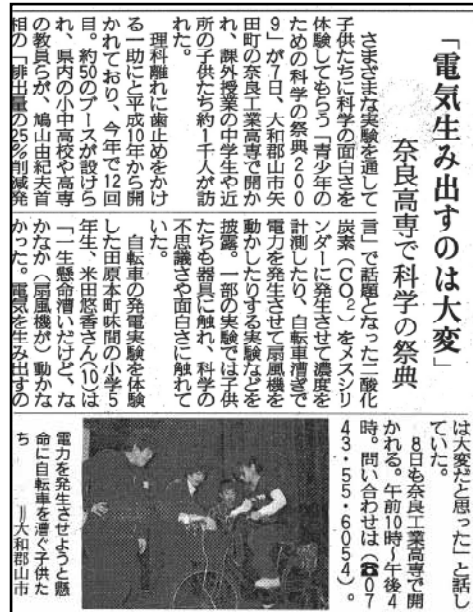 「電気生み出すのは大変」
奈良高専で科学の祭典
さまざまな実験を通して
子供たちに科学の面白さを
体験してもらう「青少年の
ための科学の祭典200
9」が7日、大和郡山市矢
田町の奈良工業高専で開か
れ、課外授業の中学生や近
所の子供たち約1千人が訪
れた。
理科離れに歯止めをかけ
る一助にと平成10年から開
かれており、今年で12回
目。約50のブースが設けら
れ、県内の小中高校や高専
の教員らが、鳩山由紀夫首
相の「排出量の25％削減発
言」で話題となった二酸化
炭素（CO₂）をメスシリ
ンダーに発生させて濃度を
計測したり、自転車漕ぎで
電力を発生させて扇風機を
動かしたりする実験などを
披露。一部の実験では子供
たちも器具に触れ、科学の
不思議さや面白さに触れて
いた。
自転車の発電実験を体験
した田原本町味間の小学5
年生、米田悠香さん(10)は
「一生懸命漕いだけど、な
かなか（扇風機が）動かな
かった。電気を生み出すの
は大変だと思った」と話し
ていた。
8日も奈良工業高専で開
かれる。午前10時〜午後4
時。問い合わせは（☎07
43・55・6054）。
電力を発生させようと懸
命に自転車を漕ぐ子供た
ち　＝大和郡山市